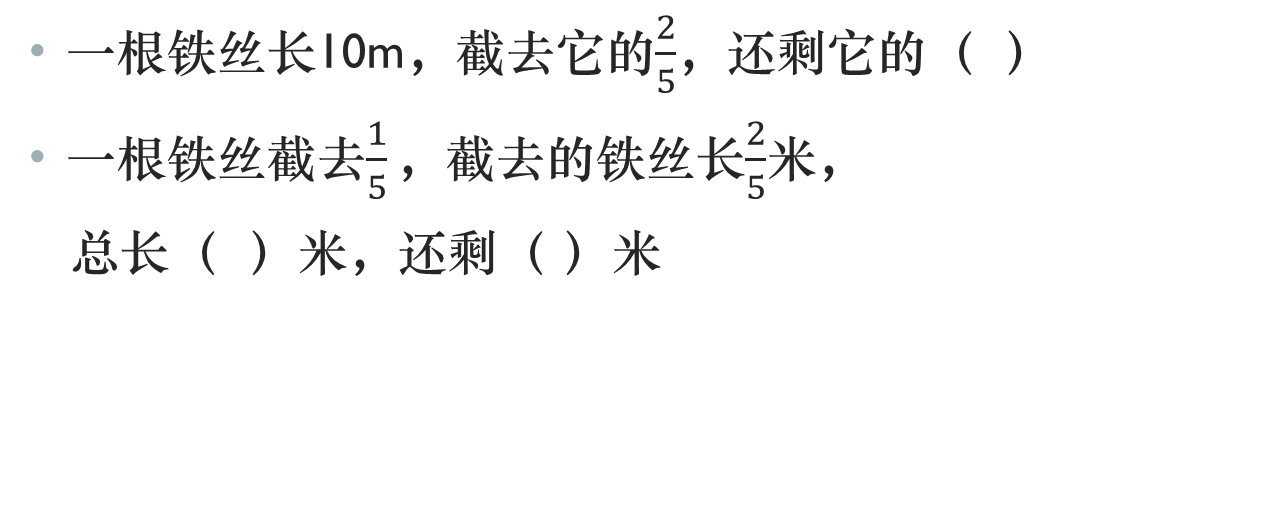 • 一根铁丝长10m，截去它的2/5，还剩它的（ ）
• 一根铁丝截去1/5，截去的铁丝长2/5米，
总长（ ）米，还剩（ ）米